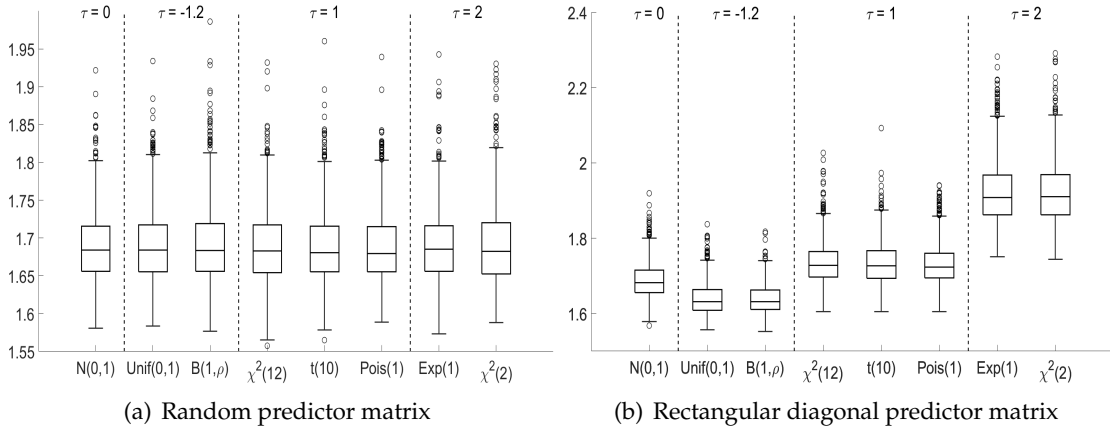 τ = 0 τ = -1.2 τ = 1 τ = 2
1.95
1.9
1.85
1.8
1.75
1.7
1.65
1.6
1.55
N(0,1) Unif(0,1) B(1,ρ) χ²(12) t(10) Pois(1) Exp(1) χ²(2)
(a) Random predictor matrix
τ = 0 τ = -1.2 τ = 1 τ = 2
2.4
2.2
2
1.8
1.6
N(0,1) Unif(0,1) B(1,ρ) χ²(12) t(10) Pois(1) Exp(1) χ²(2)
(b) Rectangular diagonal predictor matrix